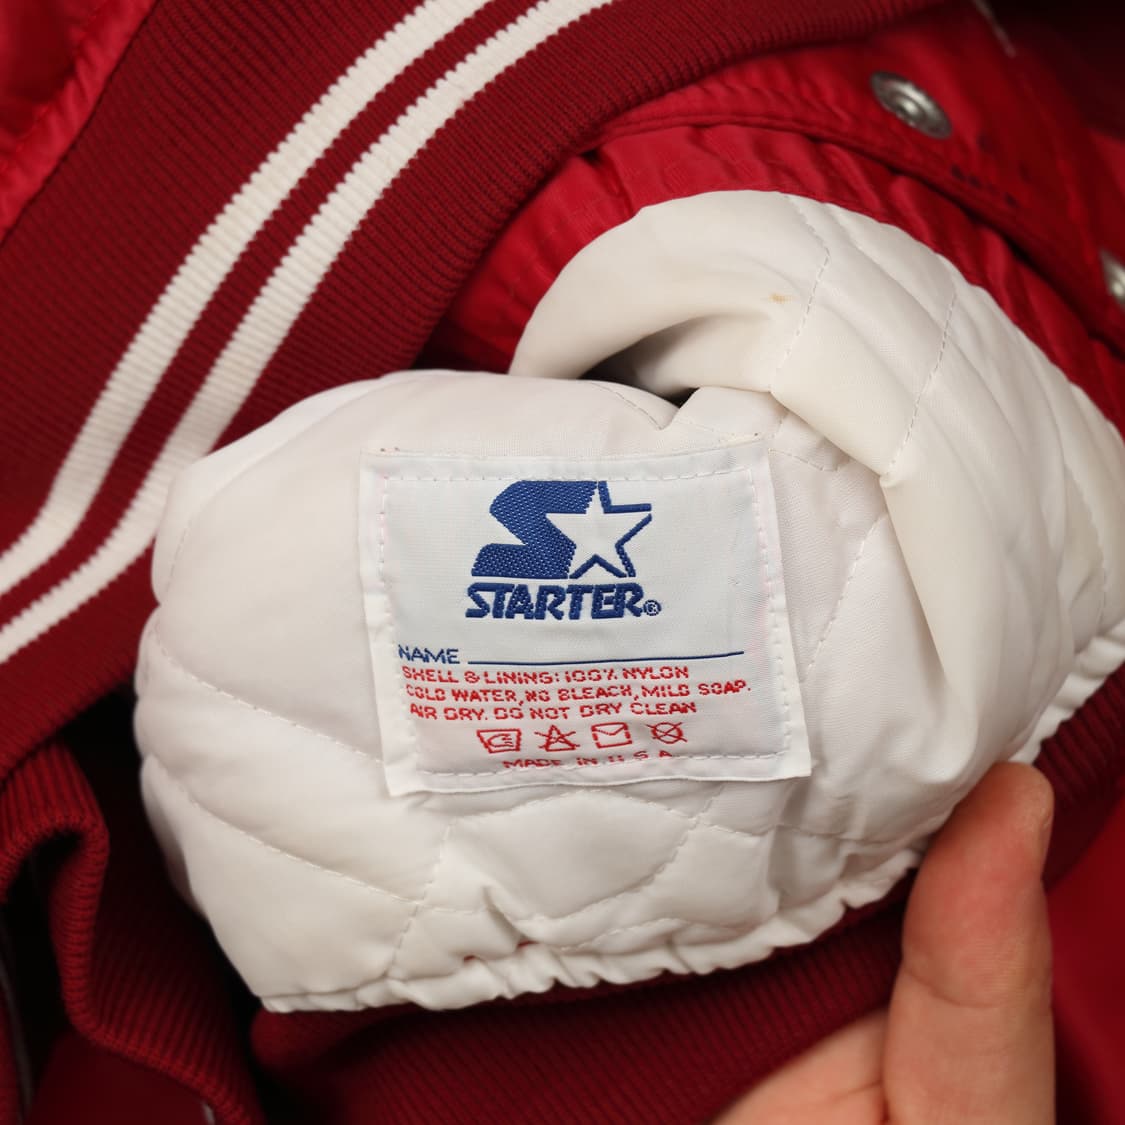 STARTER®
NAME
SHELL & LINING: 100% NYLON
COLD WATER, NO BLEACH, MILD SOAP.
AIR DRY. DO NOT DRY CLEAN
MADE IN U S A